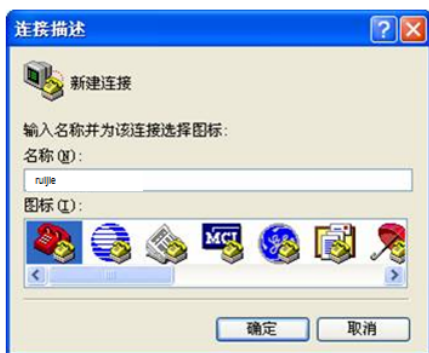 连接描述
新建连接
输入名称并为该连接选择图标:
名称(N):
ruijie
图标(I):
MCI
确定
取消